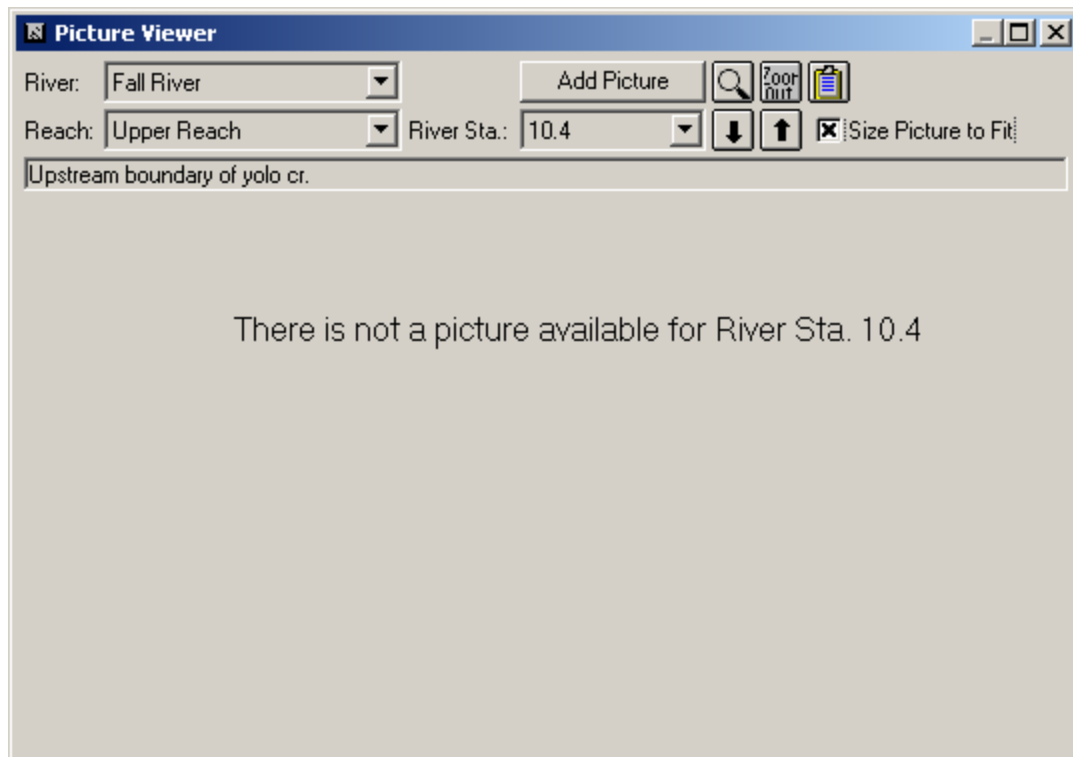 Picture Viewer
River: Fall River Add Picture Zoom Out
Reach: Upper Reach River Sta.: 10.4 Size Picture to Fit
Upstream boundary of yolo cr.
There is not a picture available for River Sta. 10.4